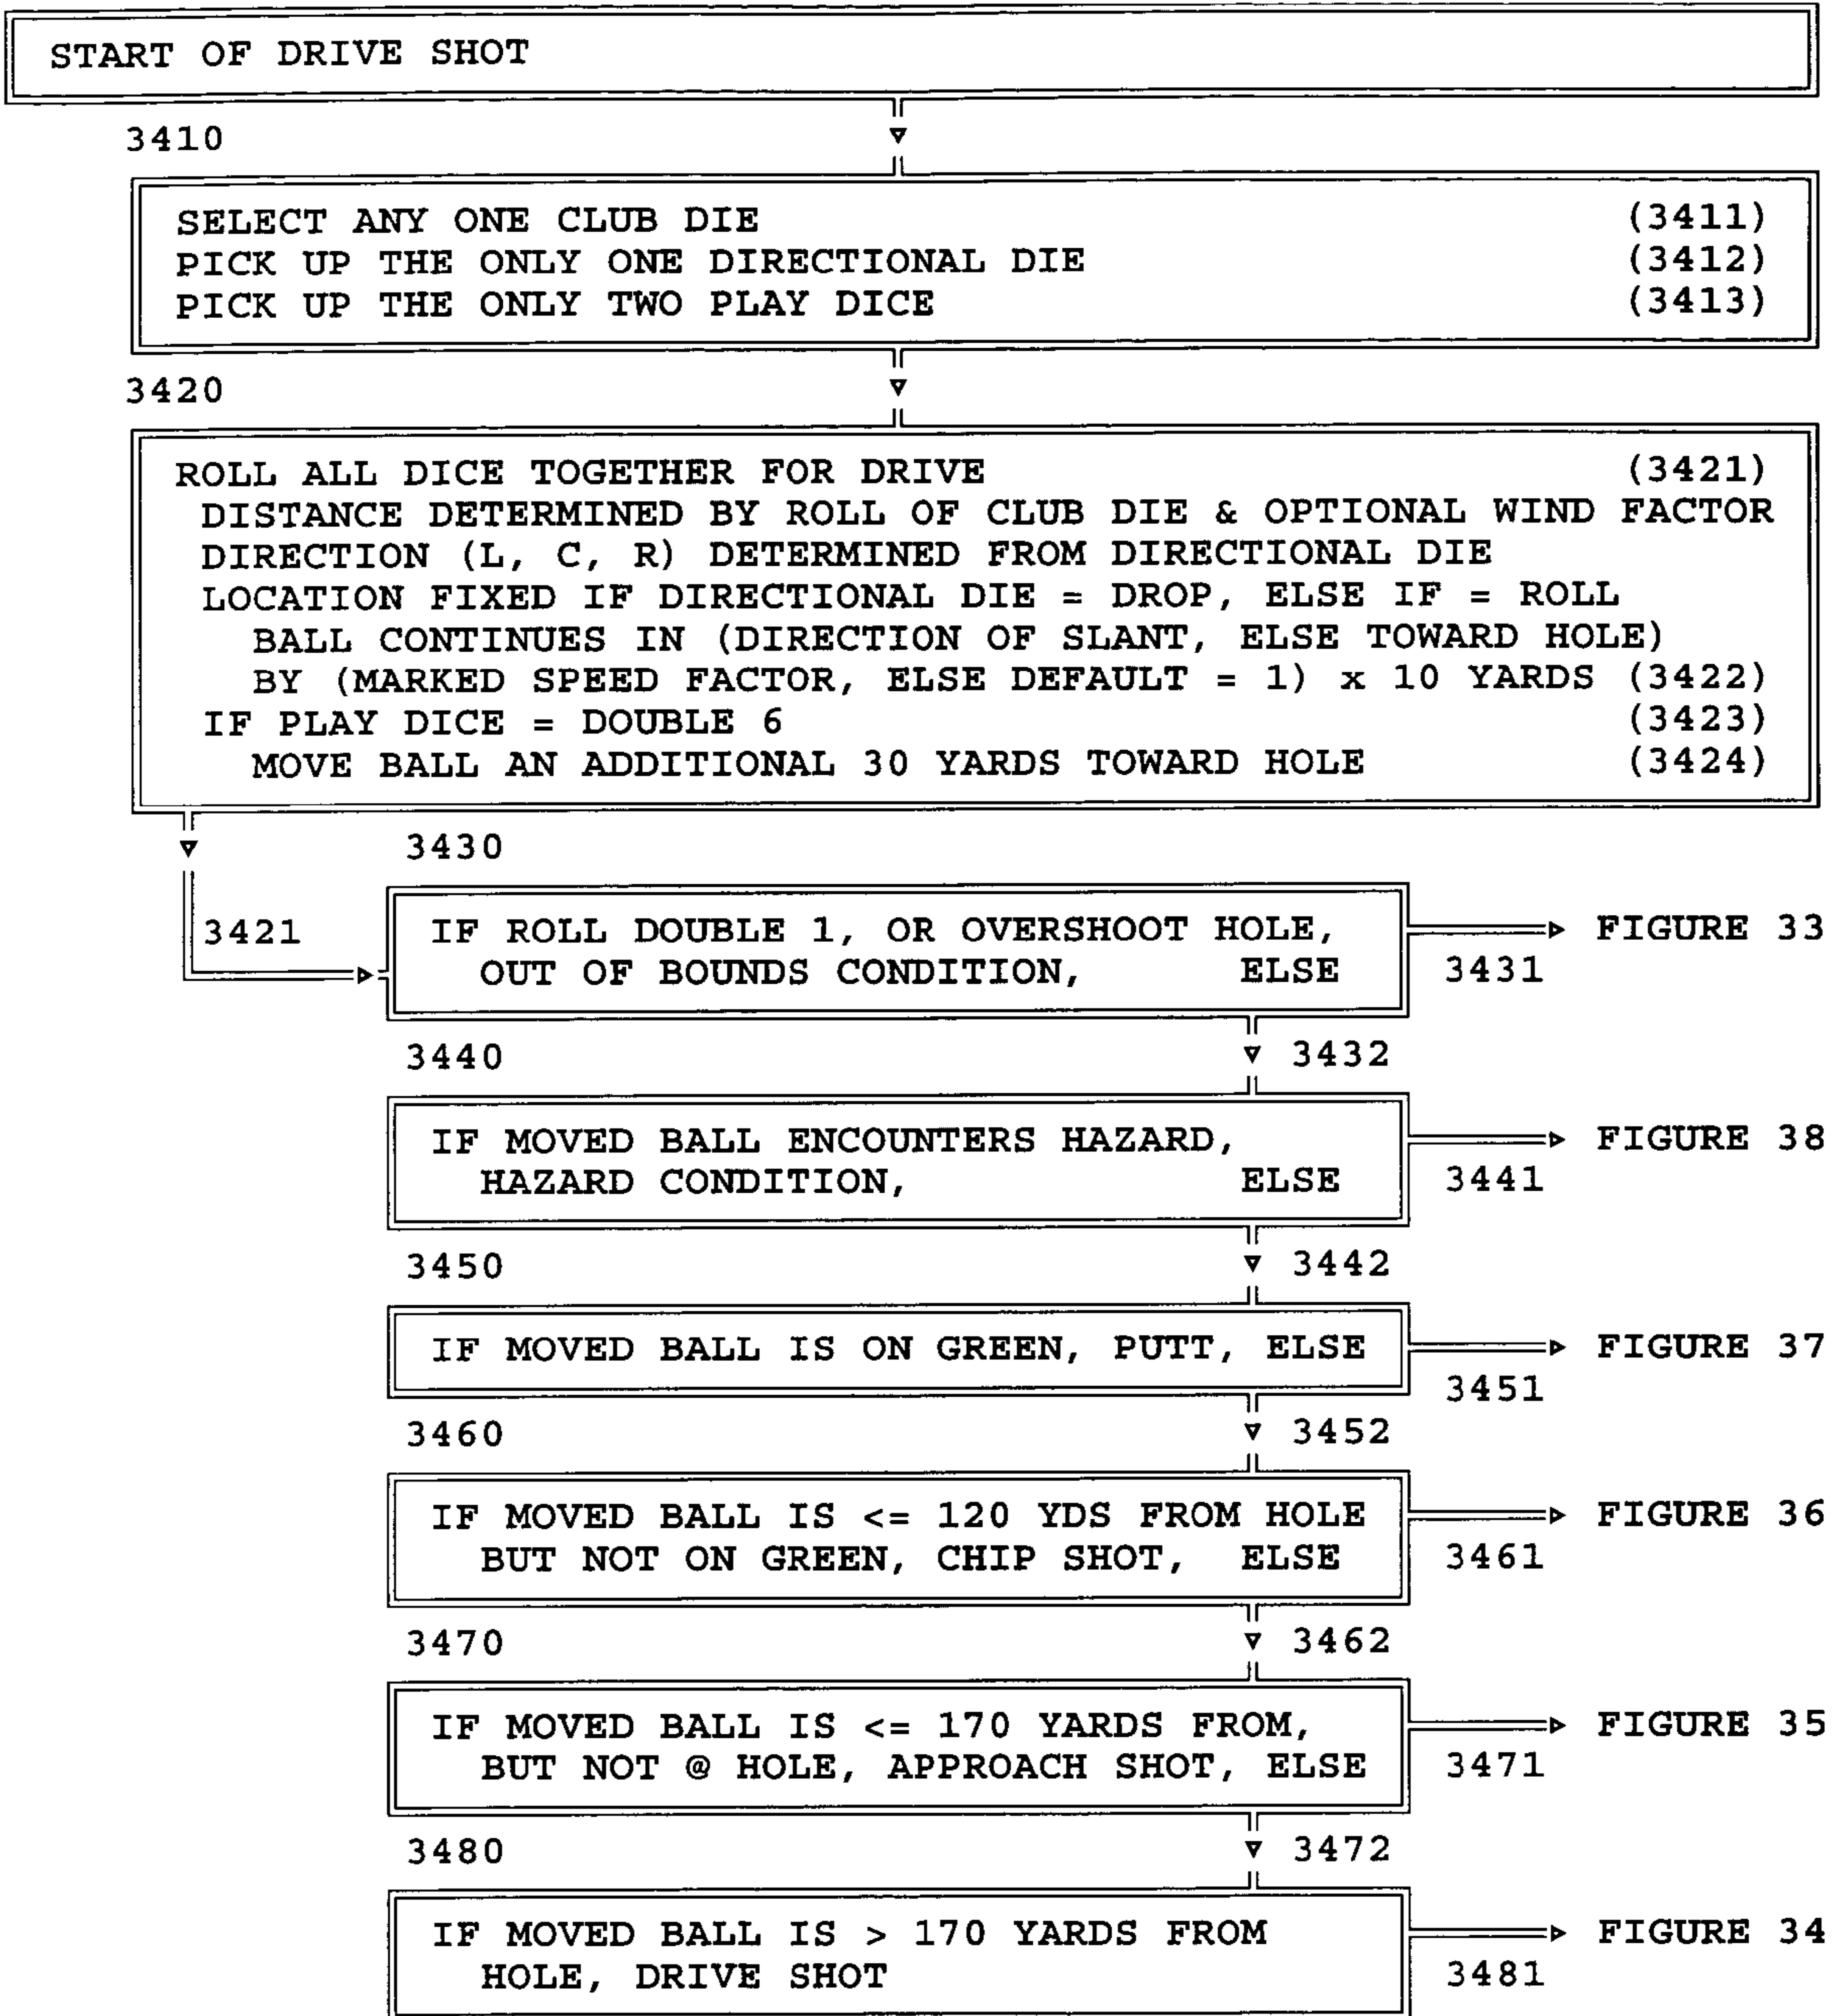 START OF DRIVE SHOT
3410
SELECT ANY ONE CLUB DIE (3411)
PICK UP THE ONLY ONE DIRECTIONAL DIE (3412)
PICK UP THE ONLY TWO PLAY DICE (3413)
3420
ROLL ALL DICE TOGETHER FOR DRIVE (3421)
DISTANCE DETERMINED BY ROLL OF CLUB DIE & OPTIONAL WIND FACTOR
DIRECTION (L, C, R) DETERMINED FROM DIRECTIONAL DIE
LOCATION FIXED IF DIRECTIONAL DIE = DROP, ELSE IF = ROLL
BALL CONTINUES IN (DIRECTION OF SLANT, ELSE TOWARD HOLE)
BY (MARKED SPEED FACTOR, ELSE DEFAULT = 1) x 10 YARDS (3422)
IF PLAY DICE = DOUBLE 6 (3423)
MOVE BALL AN ADDITIONAL 30 YARDS TOWARD HOLE (3424)
3430
3421 IF ROLL DOUBLE 1, OR OVERSHOOT HOLE, FIGURE 33
OUT OF BOUNDS CONDITION, ELSE 3431
3440 3432
IF MOVED BALL ENCOUNTERS HAZARD, FIGURE 38
HAZARD CONDITION, ELSE 3441
3450 3442
IF MOVED BALL IS ON GREEN, PUTT, ELSE FIGURE 37
3451
3460 3452
IF MOVED BALL IS <= 120 YDS FROM HOLE FIGURE 36
BUT NOT ON GREEN, CHIP SHOT, ELSE 3461
3470 3462
IF MOVED BALL IS <= 170 YARDS FROM, FIGURE 35
BUT NOT @ HOLE, APPROACH SHOT, ELSE 3471
3480 3472
IF MOVED BALL IS > 170 YARDS FROM FIGURE 34
HOLE, DRIVE SHOT 3481